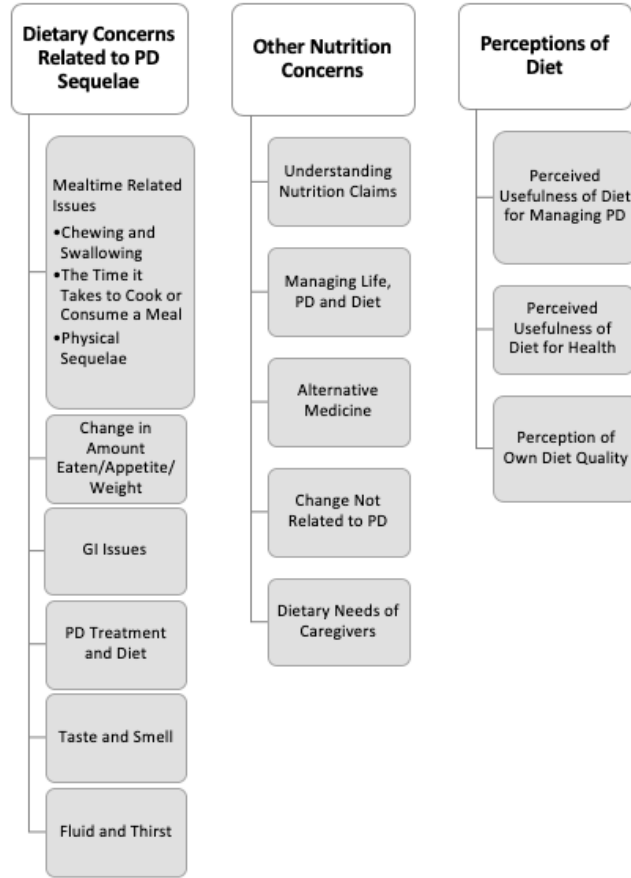 Dietary Concerns
Related to PD
Sequelae
Mealtime Related
Issues
•Chewing and
Swallowing
•The Time it
Takes to Cook or
Consume a Meal
•Physical
Sequelae
Change in
Amount
Eaten/Appetite/
Weight
GI Issues
PD Treatment
and Diet
Taste and Smell
Fluid and Thirst
Other Nutrition
Concerns
Understanding
Nutrition Claims
Managing Life,
PD and Diet
Alternative
Medicine
Change Not
Related to PD
Dietary Needs of
Caregivers
Perceptions of
Diet
Perceived
Usefulness of Diet
for Managing PD
Perceived
Usefulness of
Diet for Health
Perception of
Own Diet Quality